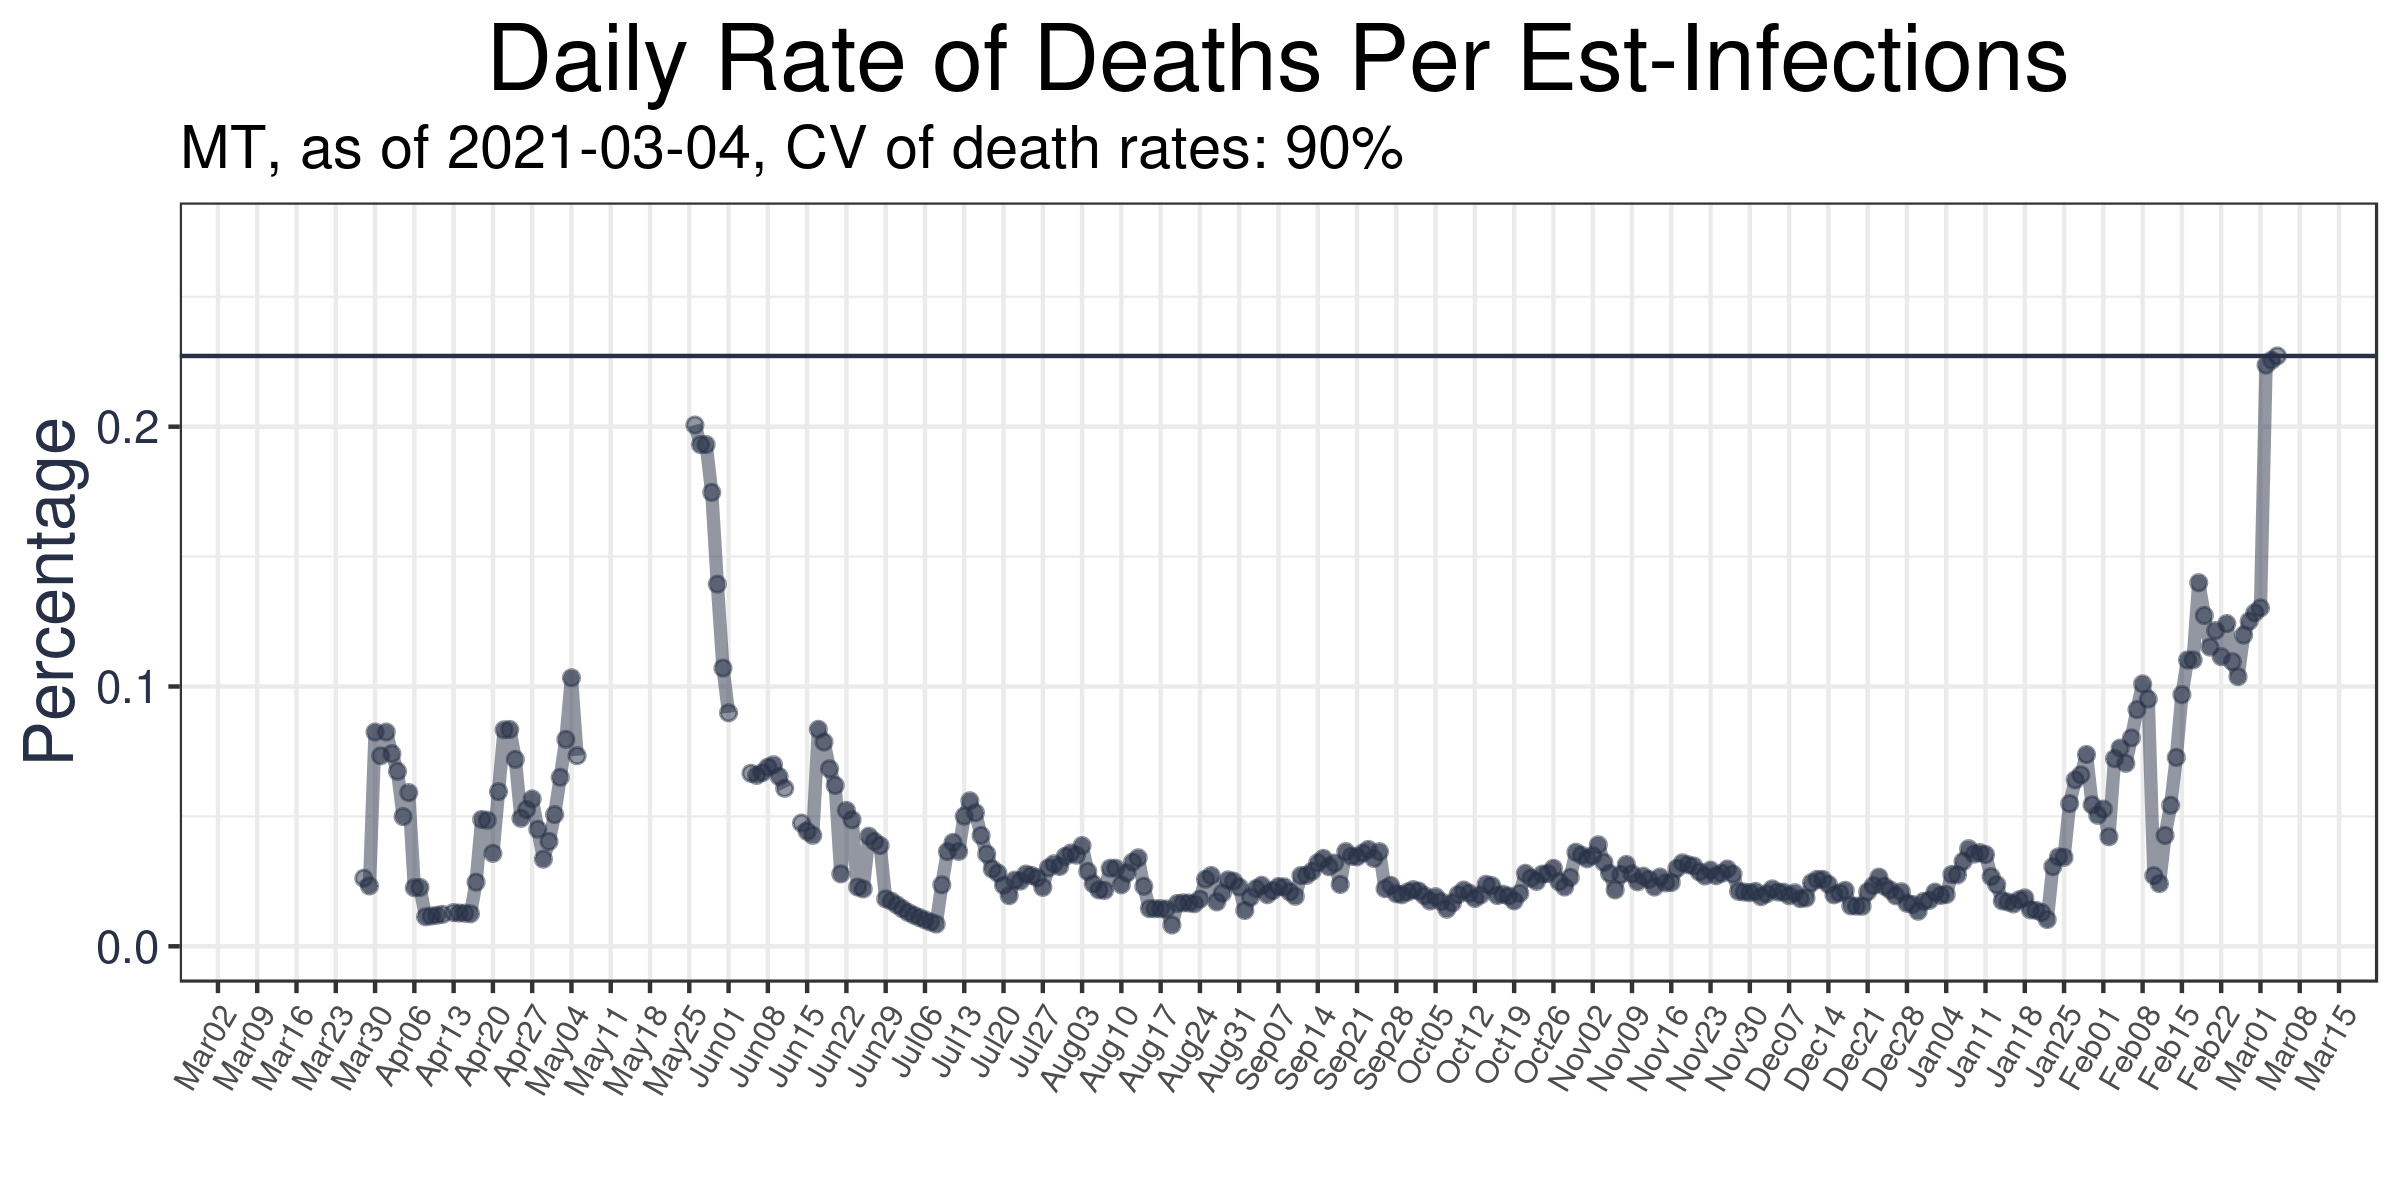 Daily Rate of Deaths Per Est-Infections
MT, as of 2021-03-04, CV of death rates: 90%
Percentage
0.2
0.1
0.0
Mar02
Mar09
Mar16
Mar23
Mar30
Apr06
Apr13
Apr20
Apr27
May04
May11
May18
May25
Jun01
Jun08
Jun15
Jun22
Jun29
Jul06
Jul13
Jul20
Jul27
Aug03
Aug10
Aug17
Aug24
Aug31
Sep07
Sep14
Sep21
Sep28
Oct05
Oct12
Oct19
Oct26
Nov02
Nov09
Nov16
Nov23
Nov30
Dec07
Dec14
Dec21
Dec28
Jan04
Jan11
Jan18
Jan25
Feb01
Feb08
Feb15
Feb22
Mar01
Mar08
Mar15